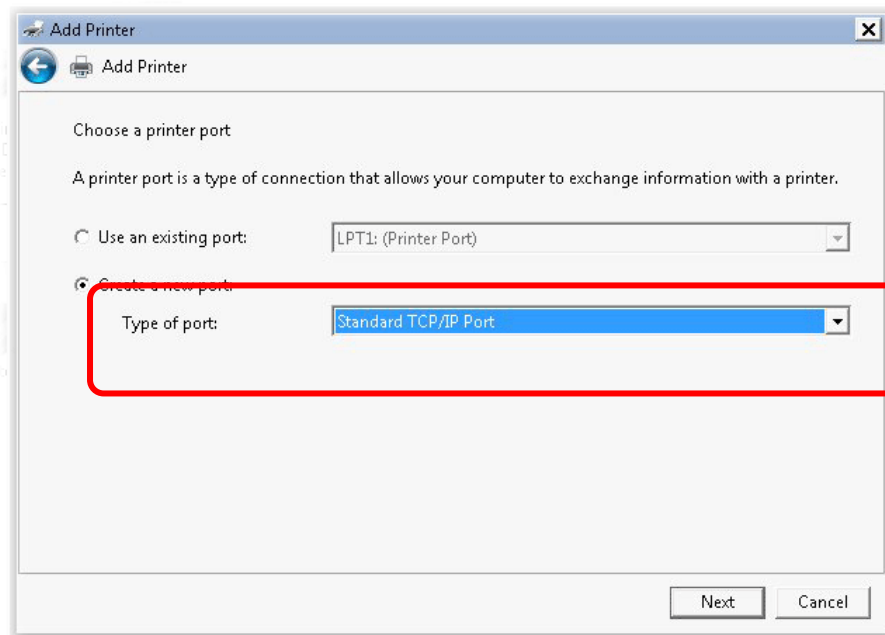 Add Printer
Add Printer
Choose a printer port
A printer port is a type of connection that allows your computer to exchange information with a printer.
Use an existing port: LPT1: (Printer Port)
Create a new port:
Type of port: Standard TCP/IP Port
Next Cancel